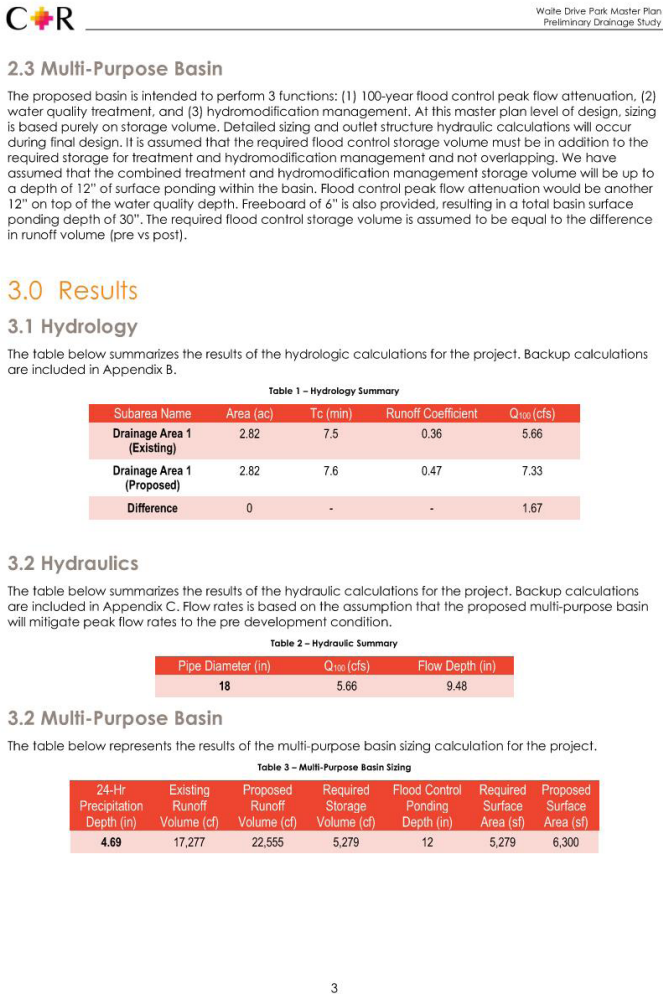 C+R
Waite Drive Park Master Plan
Preliminary Drainage Study
2.3 Multi-Purpose Basin
The proposed basin is intended to perform 3 functions: (1) 100-year flood control peak flow attenuation, (2)
water quality treatment, and (3) hydromodification management. At this master plan level of design, sizing
is based purely on storage volume. Detailed sizing and outlet structure hydraulic calculations will occur
during final design. It is assumed that the required flood control storage volume must be in addition to the
required storage for treatment and hydromodification management and not overlapping. We have
assumed that the combined treatment and hydromodification management storage volume will be up to
a depth of 12" of surface ponding within the basin. Flood control peak flow attenuation would be another
12" on top of the water quality depth. Freeboard of 6" is also provided, resulting in a total basin surface
ponding depth of 30". The required flood control storage volume is assumed to be equal to the difference
in runoff volume (pre vs post).
3.0 Results
3.1 Hydrology
The table below summarizes the results of the hydrologic calculations for the project. Backup calculations
are included in Appendix B.
Table 1 – Hydrology Summary
Subarea Name Area (ac) Tc (min) Runoff Coefficient Q100 (cfs)
Drainage Area 1 2.82 7.5 0.36 5.66
(Existing)
Drainage Area 1 2.82 7.6 0.47 7.33
(Proposed)
Difference 0 - - 1.67
3.2 Hydraulics
The table below summarizes the results of the hydraulic calculations for the project. Backup calculations
are included in Appendix C. Flow rates is based on the assumption that the proposed multi-purpose basin
will mitigate peak flow rates to the pre development condition.
Table 2 – Hydraulic Summary
Pipe Diameter (in) Q100 (cfs) Flow Depth (in)
18 5.66 9.48
3.2 Multi-Purpose Basin
The table below represents the results of the multi-purpose basin sizing calculation for the project.
Table 3 – Multi-Purpose Basin Sizing
24-Hr Existing Proposed Required Flood Control Required Proposed
Precipitation Runoff Runoff Storage Ponding Surface Surface
Depth (in) Volume (cf) Volume (cf) Volume (cf) Depth (in) Area (sf) Area (sf)
4.69 17,277 22,555 5,279 12 5,279 6,300
3